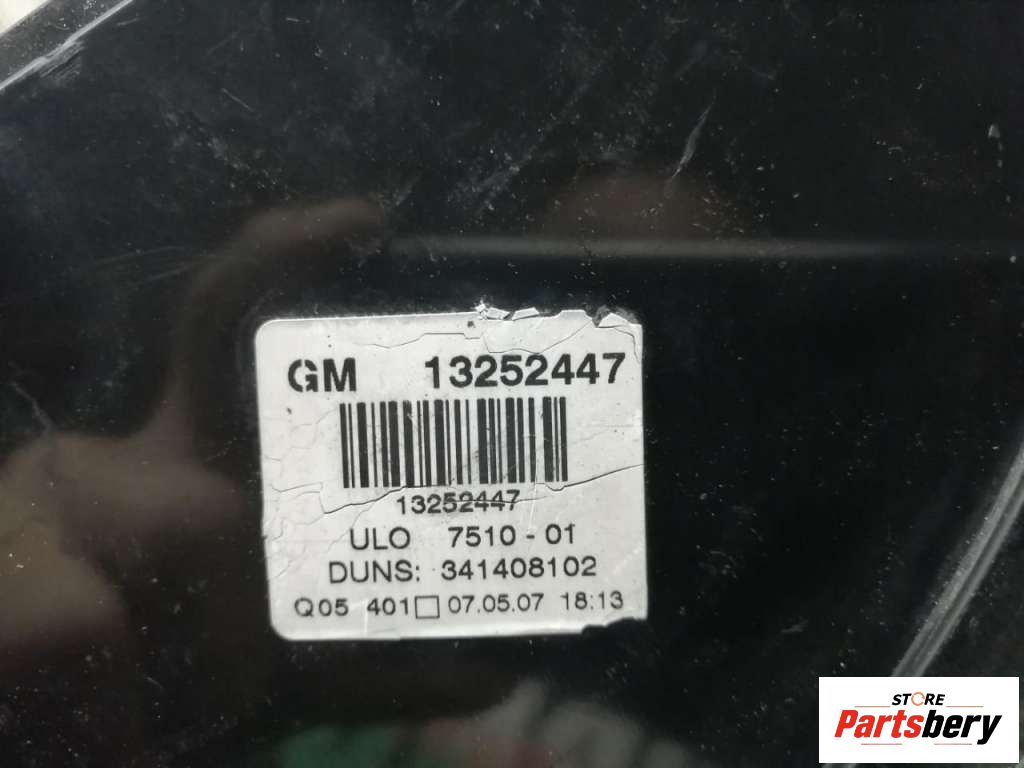 GM 13252447
13252447
ULO 7510 - 01
DUNS: 341408102
Q05 401 07.05.07 18:13
STORE
Partsbery